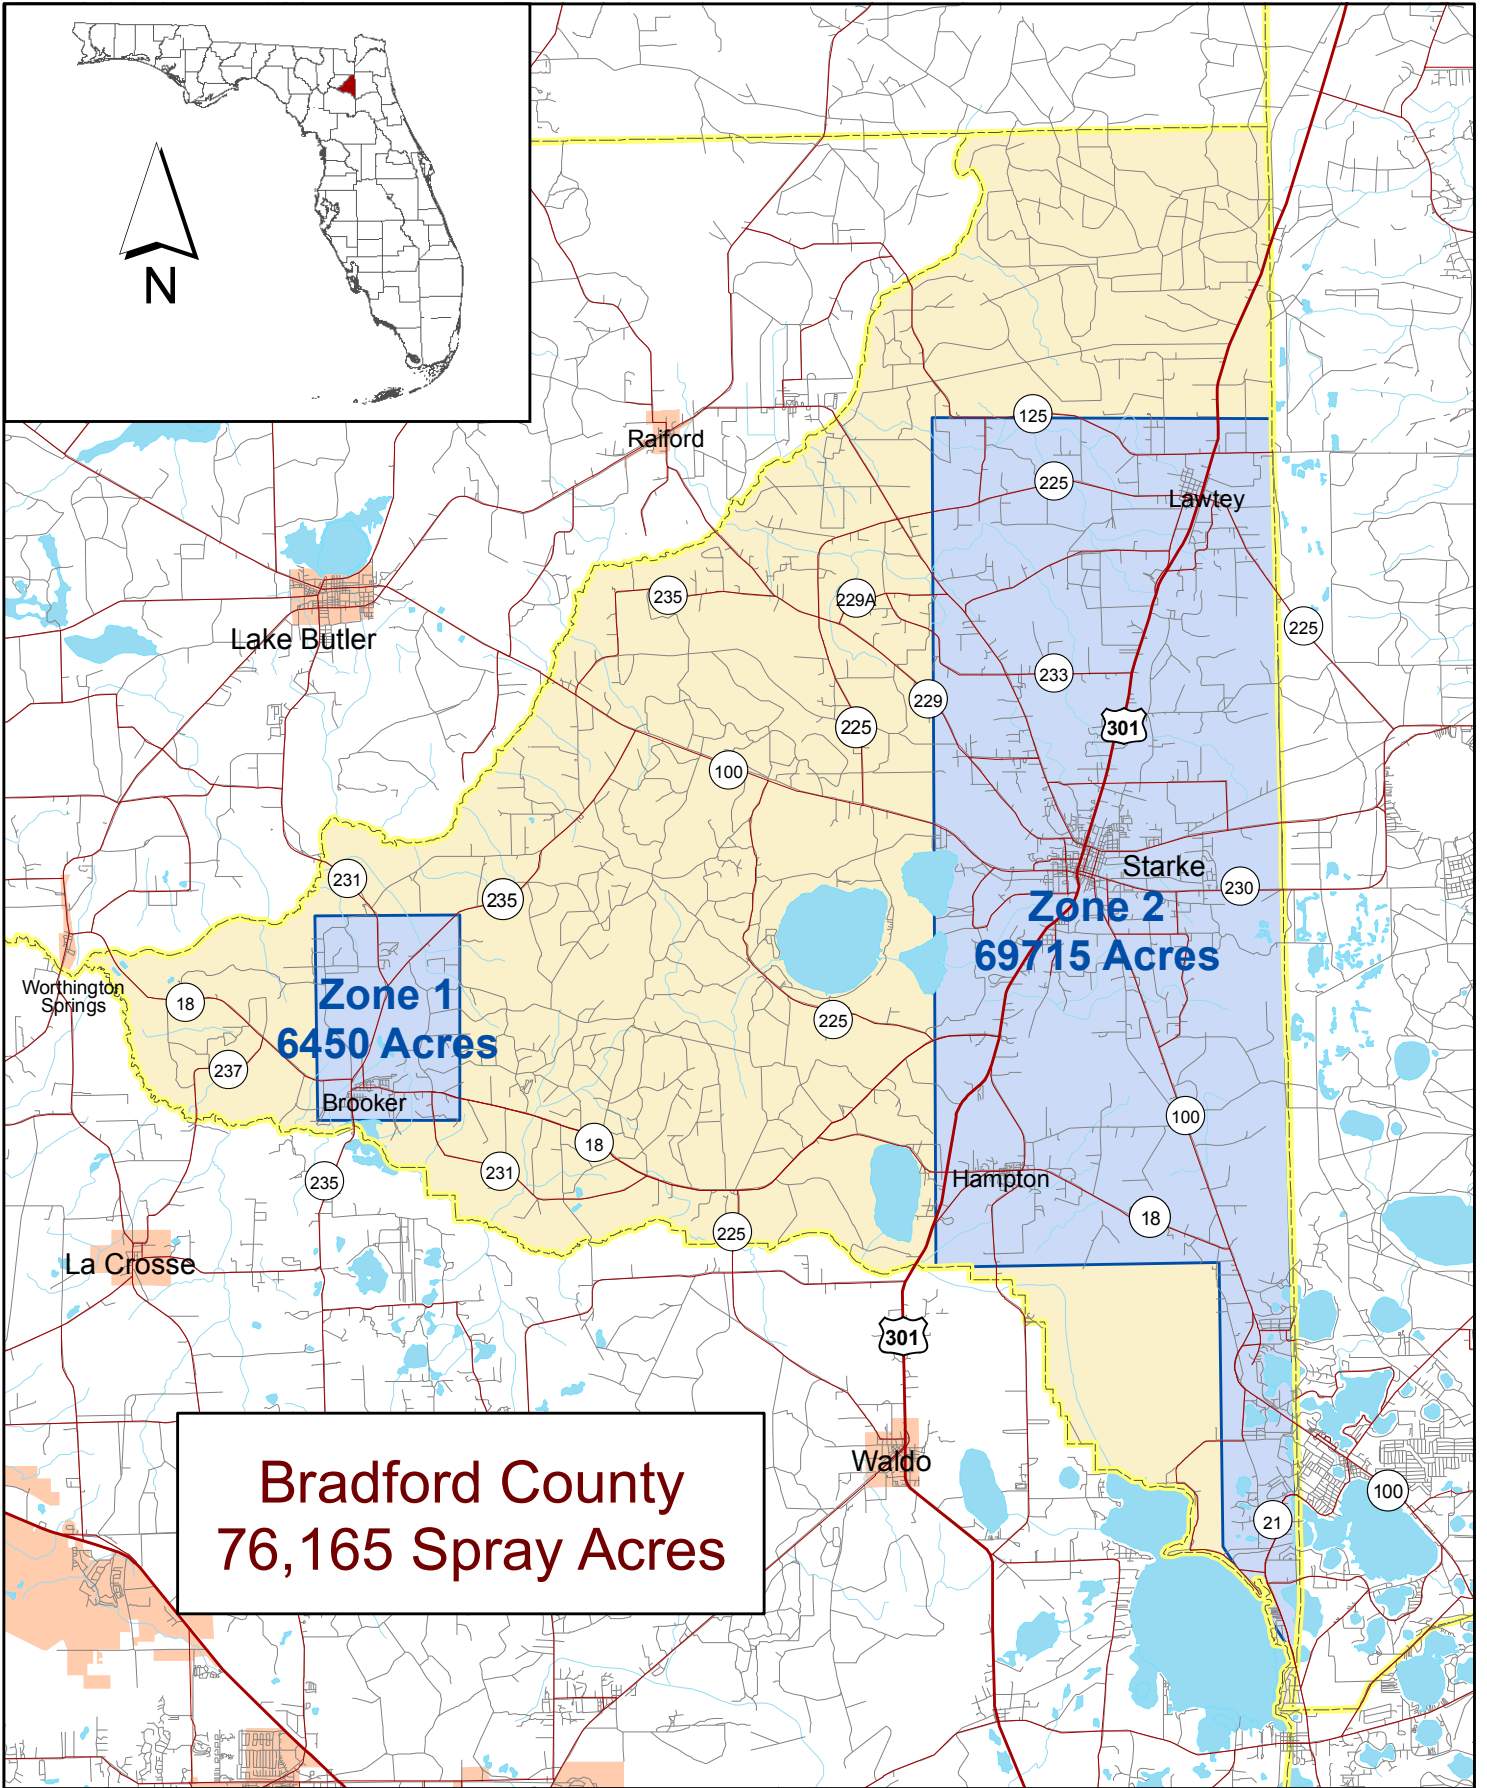 N
125
Raiford
225
Lawtey
235
229A
225
Lake Butler
233
229
225
301
100
Starke
231
230
235
Zone 2
69715 Acres
Worthington
Springs
18
Zone 1
6450 Acres
225
237
Brooker
100
18
231
235
Hampton
18
225
La Crosse
301
Waldo
Bradford County
76,165 Spray Acres
100
21